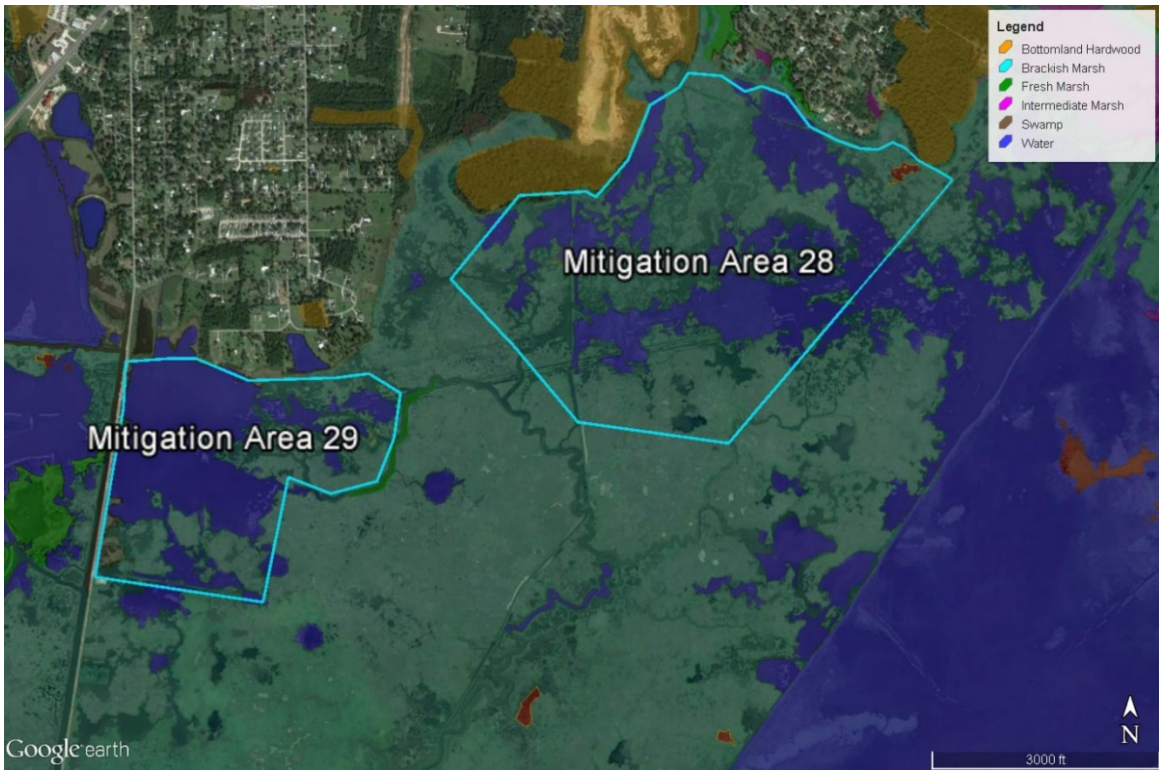 Legend
Bottomland Hardwood
Brackish Marsh
Fresh Marsh
Intermediate Marsh
Swamp
Water
Mitigation Area 28
Mitigation Area 29
N
Google earth
3000 ft